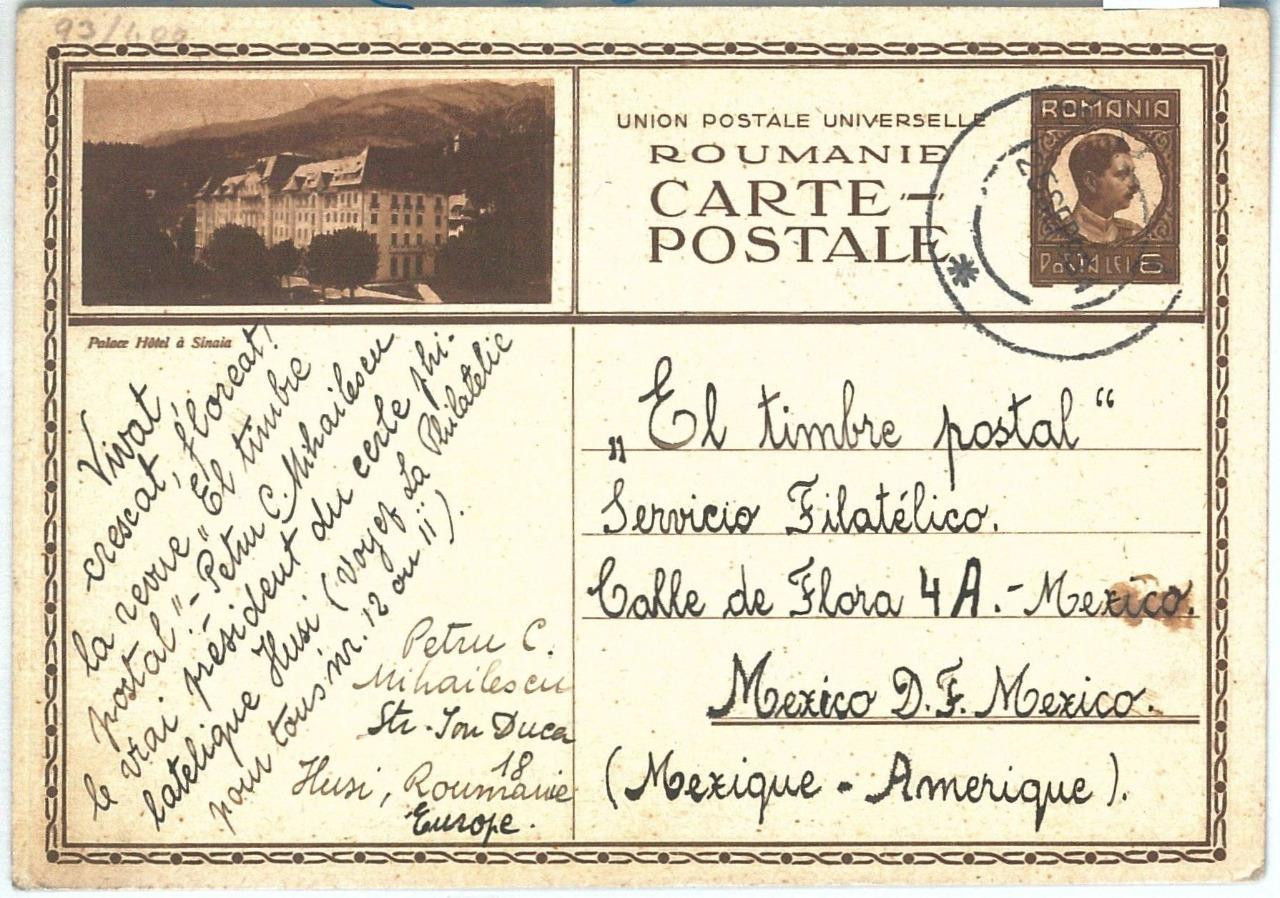 93/400
UNION POSTALE UNIVERSELLE
ROUMANIE
CARTE-
POSTALE
ROMANIA
POSTA LEI 6
Palace Hôtel à Sinaia
Vivat
crescat, floreat!
la revue "El timbre
postal". - Petru C. Mihailescu
le vrai président du cercle phi-
latelique Husi (Voyez La Philatelie
pour tous nr. 12 ou 11).
Petru C.
Mihailescu
Str. Ion Duca
18
Husi, Roumanie
Europe.
„El timbre postal“
Servicio Filatélico.
Calle de Flora 4A.-Mexico.
Mexico D.F. Mexico.
(Mexique - Amerique).